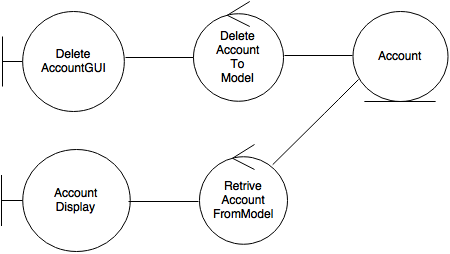 Delete
AccountGUI
Delete
Account
To
Model
Account
Account
Display
Retrive
Account
FromModel